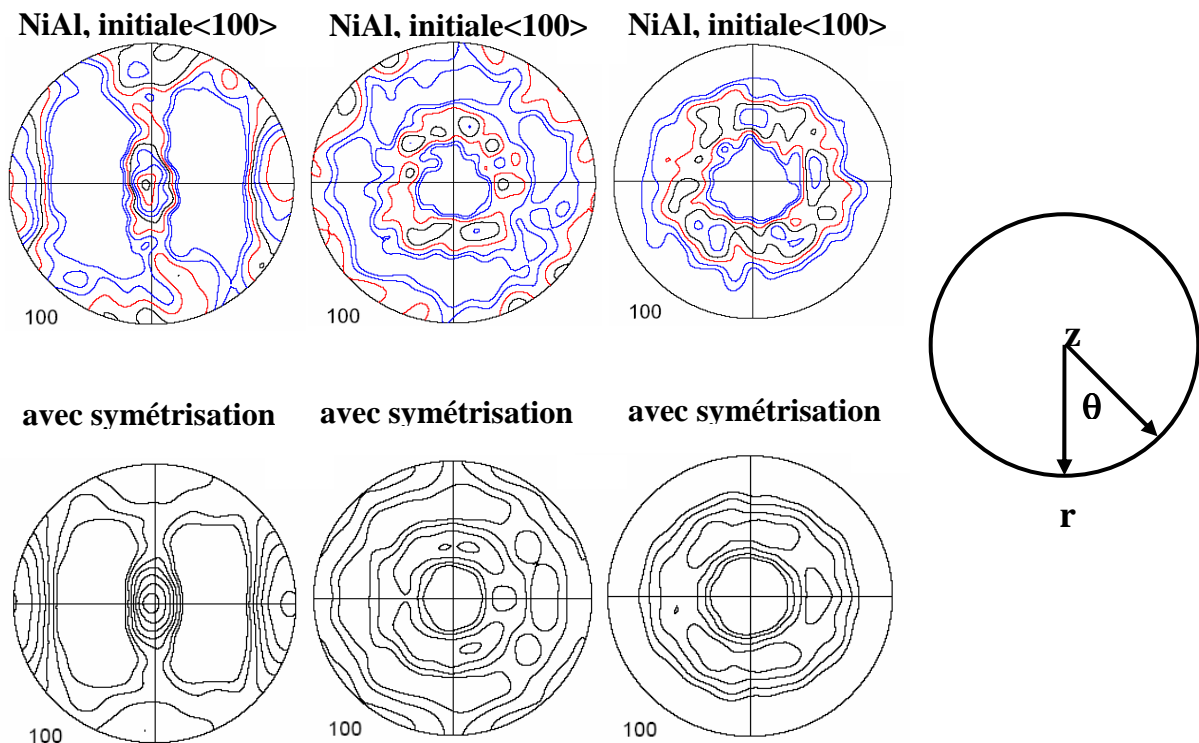 NiAl, initiale<100>
NiAl, initiale<100>
NiAl, initiale<100>
100
100
100
avec symétrisation
avec symétrisation
avec symétrisation
100
100
100
z
θ
r